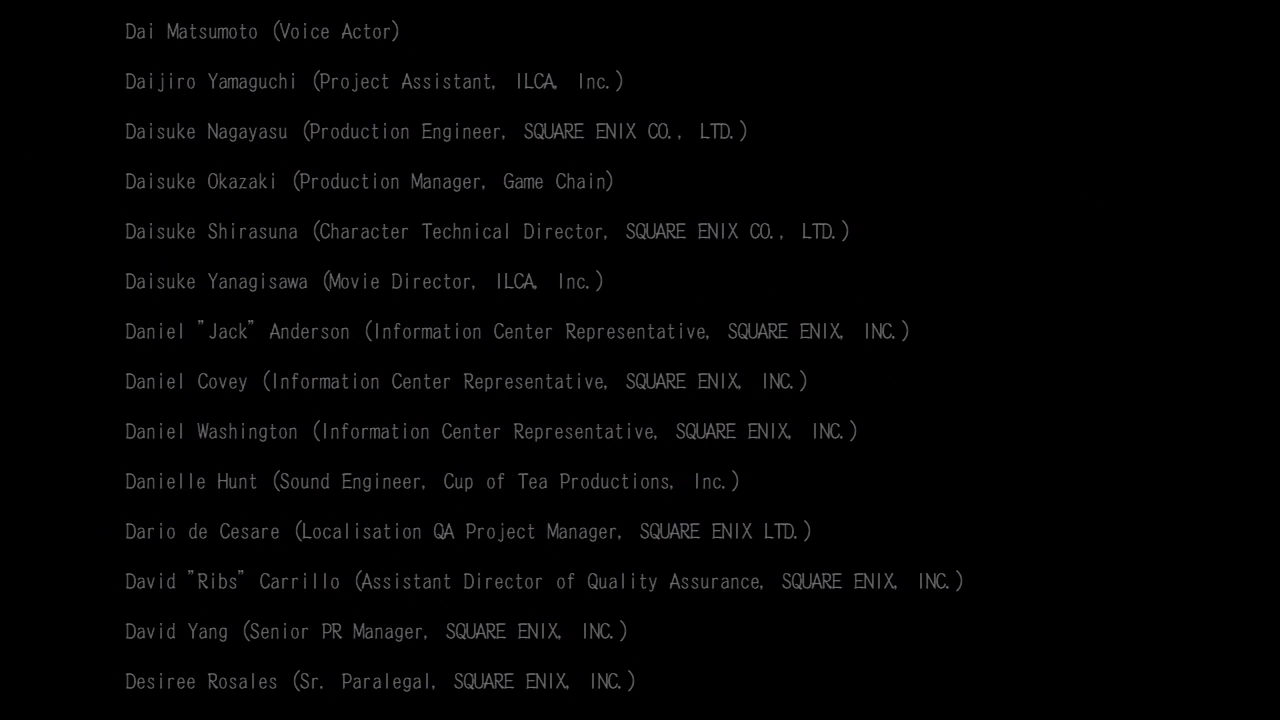 Dai Matsumoto (Voice Actor)
Daijiro Yamaguchi (Project Assistant, ILCA, Inc.)
Daisuke Nagayasu (Production Engineer, SQUARE ENIX CO., LTD.)
Daisuke Okazaki (Production Manager, Game Chain)
Daisuke Shirasuna (Character Technical Director, SQUARE ENIX CO., LTD.)
Daisuke Yanagisawa (Movie Director, ILCA, Inc.)
Daniel "Jack" Anderson (Information Center Representative, SQUARE ENIX, INC.)
Daniel Covey (Information Center Representative, SQUARE ENIX, INC.)
Daniel Washington (Information Center Representative, SQUARE ENIX, INC.)
Danielle Hunt (Sound Engineer, Cup of Tea Productions, Inc.)
Dario de Cesare (Localisation QA Project Manager, SQUARE ENIX LTD.)
David "Ribs" Carrillo (Assistant Director of Quality Assurance, SQUARE ENIX, INC.)
David Yang (Senior PR Manager, SQUARE ENIX, INC.)
Desiree Rosales (Sr. Paralegal, SQUARE ENIX, INC.)